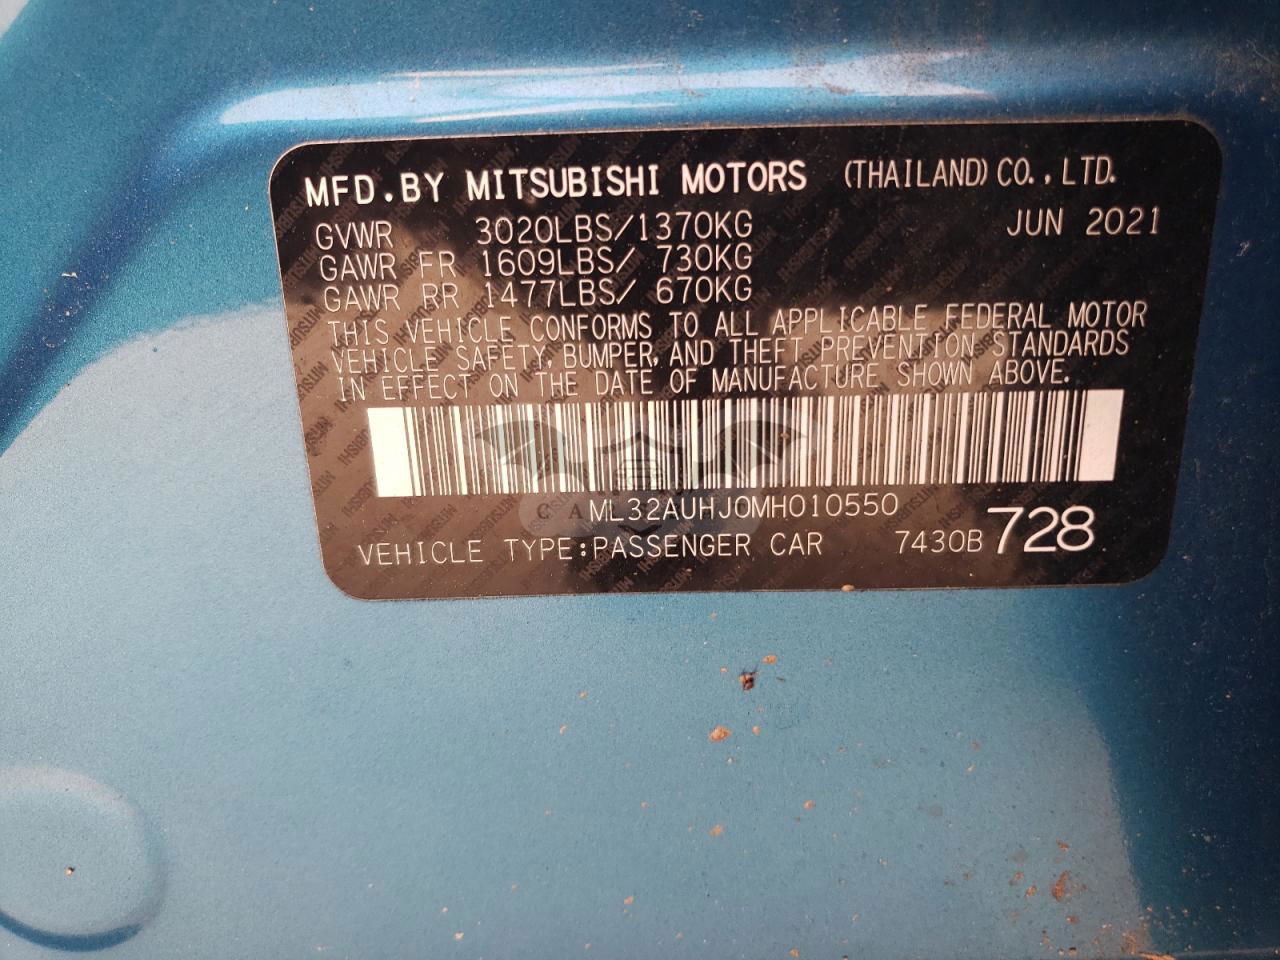 MFD.BY MITSUBISHI MOTORS (THAILAND) CO.,LTD.
GVWR 3020LBS/1370KG JUN 2021
GAWR FR 1609LBS/ 730KG
GAWR RR 1477LBS/ 670KG
THIS VEHICLE CONFORMS TO ALL APPLICABLE FEDERAL MOTOR
VEHICLE SAFETY, BUMPER, AND THEFT PREVENTION STANDARDS
IN EFFECT ON THE DATE OF MANUFACTURE SHOWN ABOVE.
ML32AUHJ0MH010550
VEHICLE TYPE:PASSENGER CAR 7430B 728